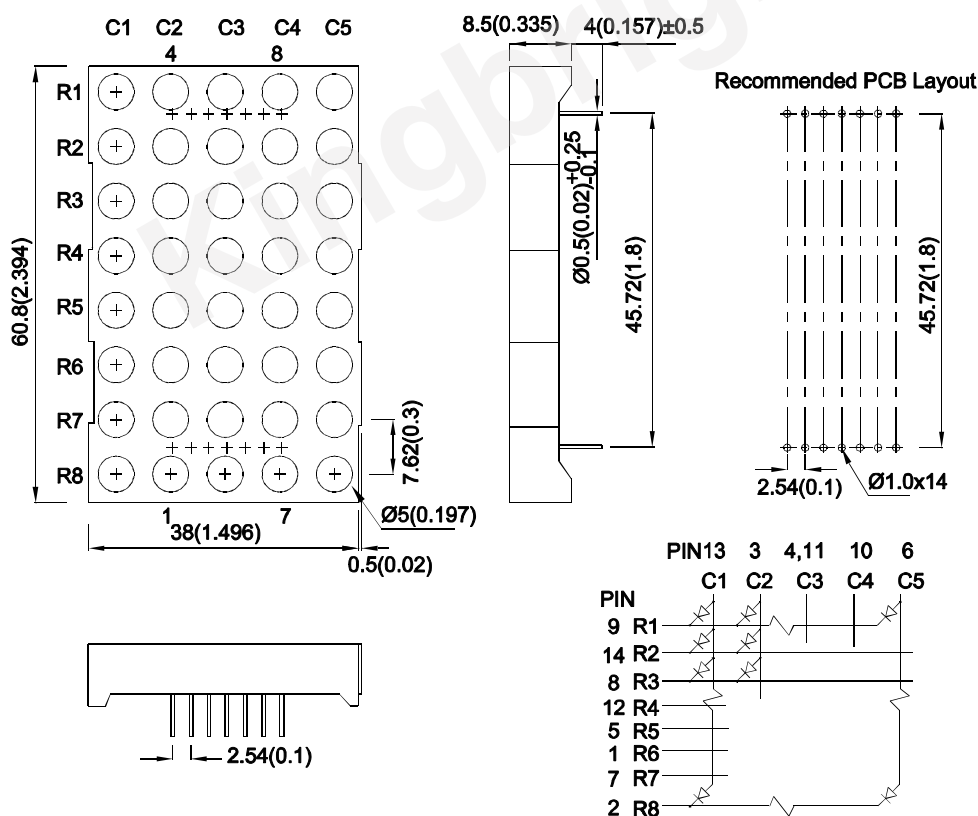 C1 C2 C3 C4 C5
4 8
8.5(0.335) 4(0.157)±0.5
Recommended PCB Layout
R1
R2
R3
R4
R5
R6
R7
R8
60.8(2.394)
7.62(0.3)
Ø5(0.197)
1 7
38(1.496)
0.5(0.02)
Ø0.5(0.02)+0.25
-0.1
45.72(1.8)
45.72(1.8)
2.54(0.1)
Ø1.0x14
2.54(0.1)
PIN13 3 4,11 10 6
C1 C2 C3 C4 C5
PIN
9 R1
14 R2
8 R3
12 R4
5 R5
1 R6
7 R7
2 R8
Kingbright